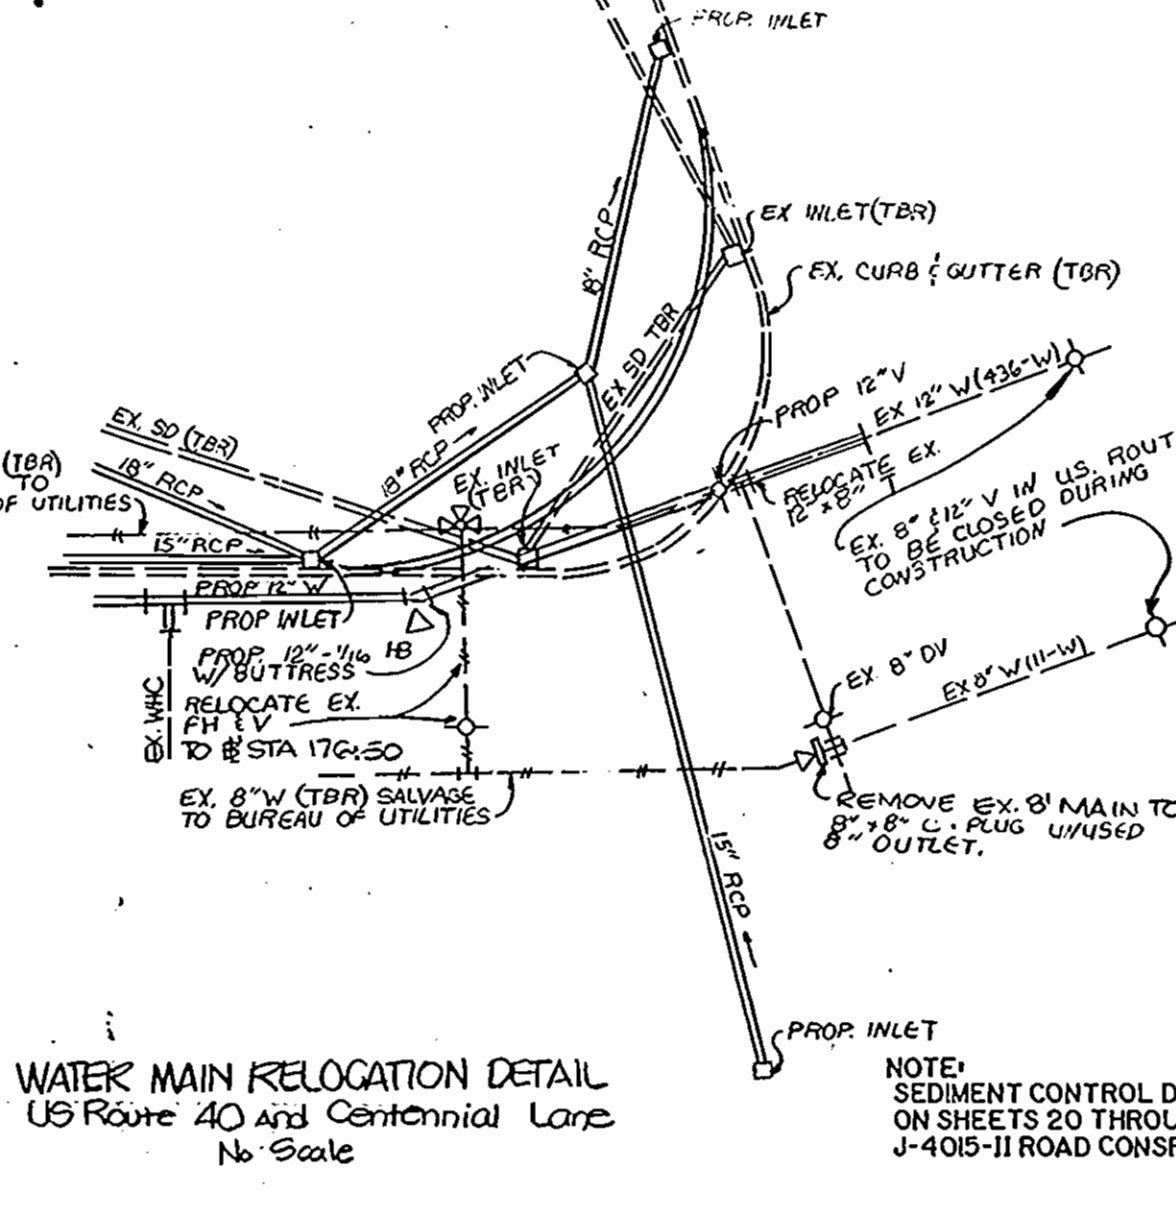 PROP. INLET
EX INLET (TBR)
EX. CURB & GUTTER (TBR)
18" RCP
EX SD TBR
PROP. INLET
18" RCP
EX. SD (TBR)
18" RCP
(TBR)
TO
OF UTILITIES
15" RCP
EX. INLET
(TBR)
PROP 12" V
EX 12" W (436-W)
RELOCATE EX.
12" x 8" T
EX. 8" & 12" V IN U.S. ROUT
TO BE CLOSED DURING
CONSTRUCTION
PROP 12" W
PROP INLET
PROP. 12" - 1/16 HB
W/BUTTRESS
EX. WHC
RELOCATE EX.
FH & V
TO STA 176+50
EX. 8" DV
EX 8" W (11-W)
EX. 8" W (TBR) SALVAGE
TO BUREAU OF UTILITIES
REMOVE EX. 8' MAIN TO
8" x 8" PLUG UNUSED
8" OUTLET.
15" RCP
PROP. INLET
WATER MAIN RELOCATION DETAIL
US Route 40 And Centennial Lane
No Scale
NOTE:
SEDIMENT CONTROL D
ON SHEETS 20 THROU
J-4015-II ROAD CONSR